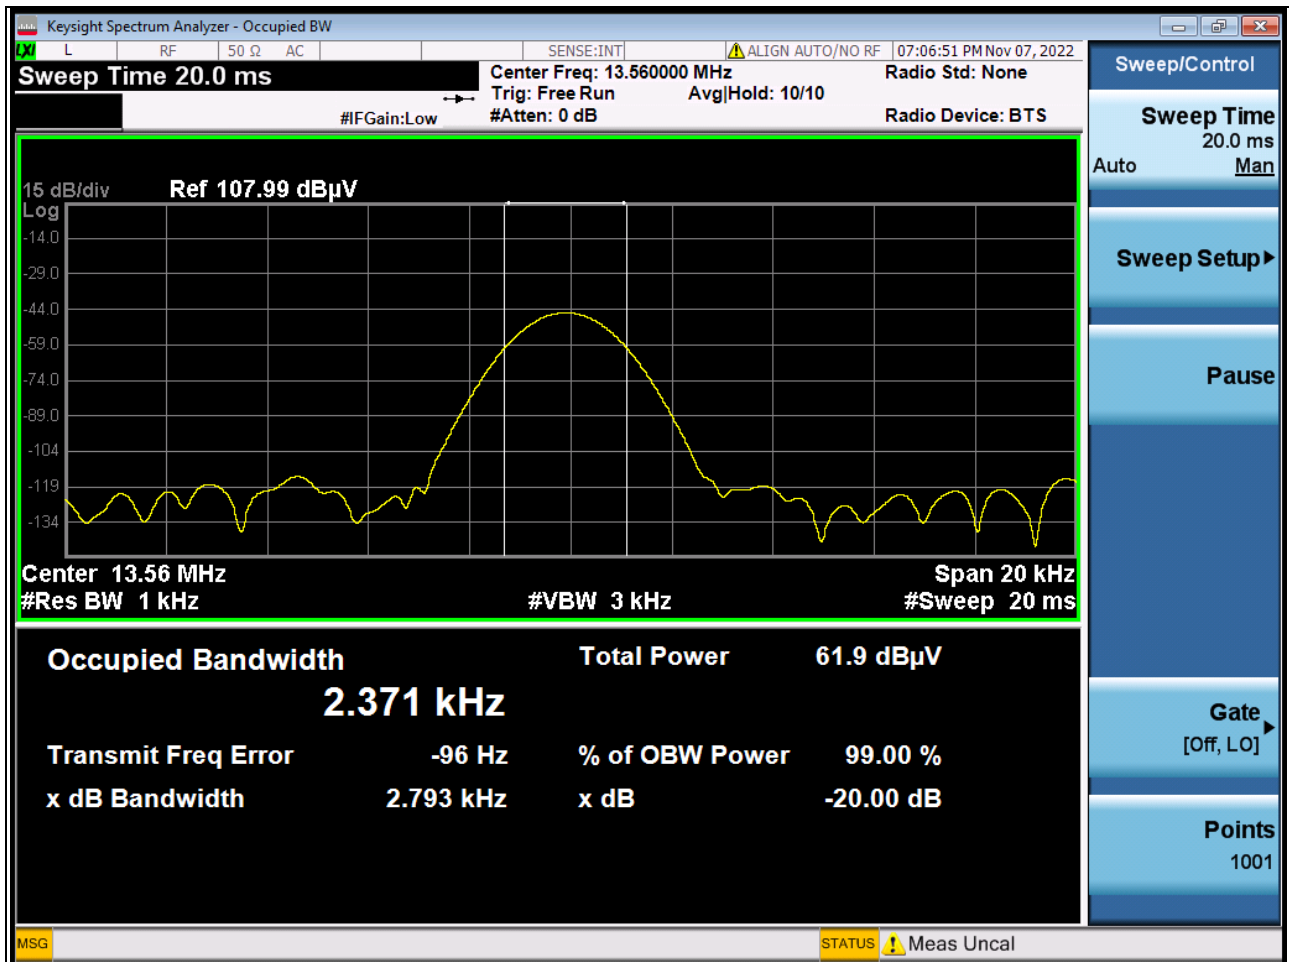 Keysight Spectrum Analyzer - Occupied BW
LXI L RF 50 Ω AC SENSE:INT ALIGN AUTO/NO RF 07:06:51 PM Nov 07, 2022
Sweep Time 20.0 ms
Center Freq: 13.560000 MHz
Radio Std: None
Trig: Free Run Avg|Hold: 10/10
#IFGain:Low #Atten: 0 dB Radio Device: BTS
15 dB/div Ref 107.99 dBµV
Log
-14.0
-29.0
-44.0
-59.0
-74.0
-89.0
-104
-119
-134
Center 13.56 MHz Span 20 kHz
#Res BW 1 kHz #VBW 3 kHz #Sweep 20 ms
Occupied Bandwidth Total Power 61.9 dBµV
2.371 kHz
Transmit Freq Error -96 Hz % of OBW Power 99.00 %
x dB Bandwidth 2.793 kHz x dB -20.00 dB
Sweep/Control
Sweep Time
20.0 ms
Auto Man
Sweep Setup
Pause
Gate
[Off, LO]
Points
1001
MSG STATUS Meas Uncal